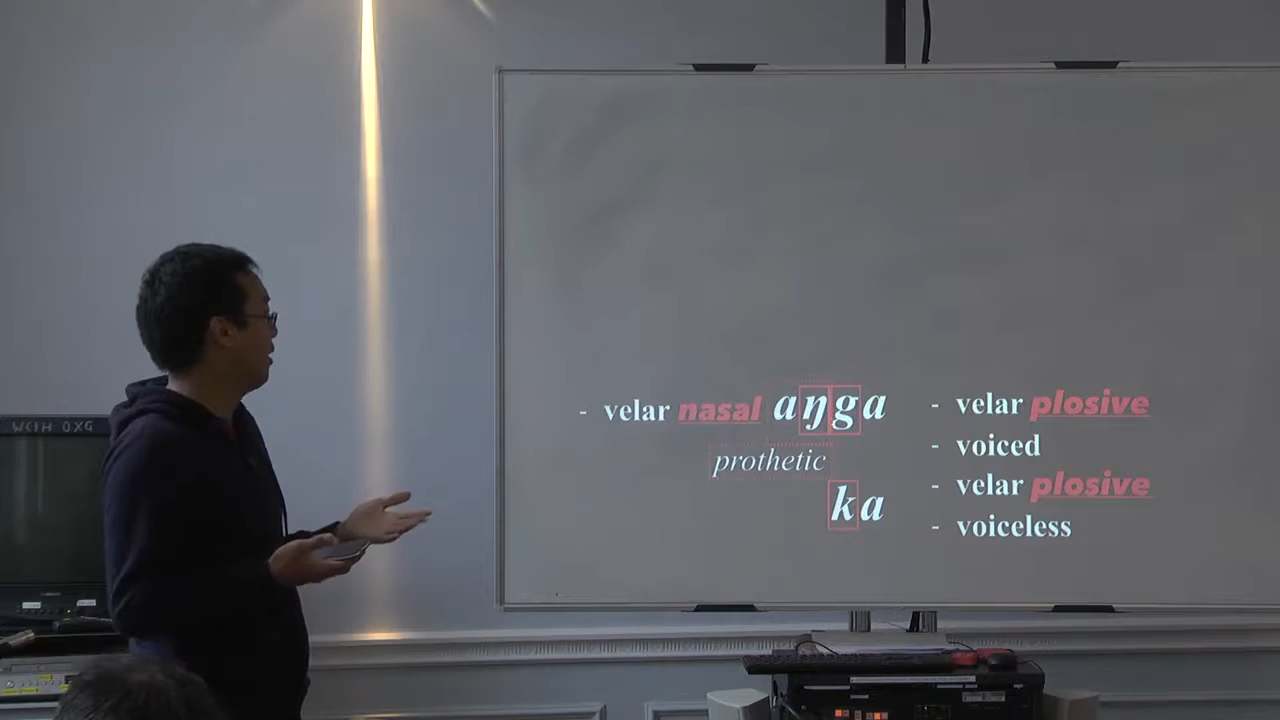 - velar nasal aŋga - velar plosive
prothetic - voiced
- velar plosive
ka - voiceless